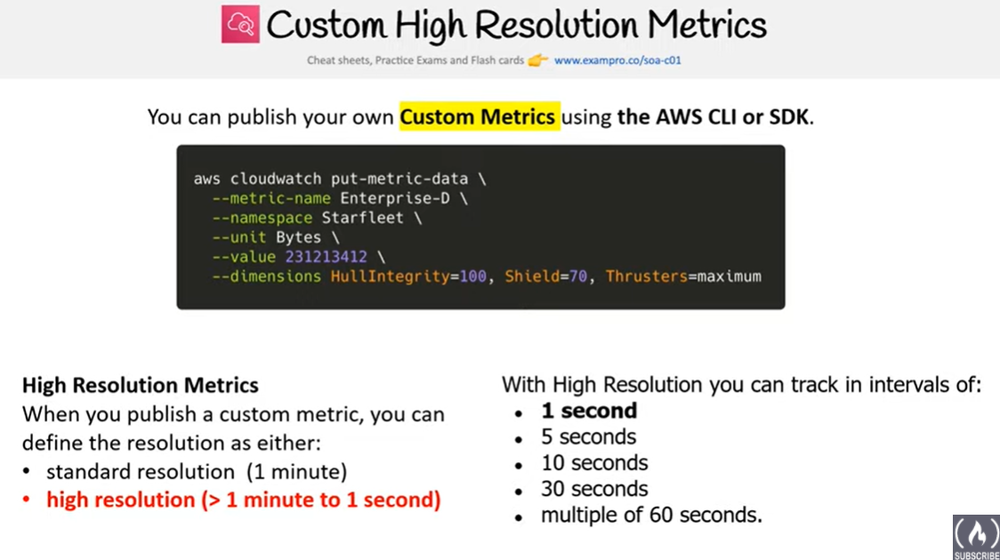 Custom High Resolution Metrics
Cheat sheets, Practice Exams and Flash cards 👉 www.exampro.co/soa-c01
You can publish your own Custom Metrics using the AWS CLI or SDK.
aws cloudwatch put-metric-data \
--metric-name Enterprise-D \
--namespace Starfleet \
--unit Bytes \
--value 231213412 \
--dimensions HullIntegrity=100, Shield=70, Thrusters=maximum
High Resolution Metrics
When you publish a custom metric, you can
define the resolution as either:
• standard resolution (1 minute)
• high resolution (> 1 minute to 1 second)
With High Resolution you can track in intervals of:
• 1 second
• 5 seconds
• 10 seconds
• 30 seconds
• multiple of 60 seconds.
SUBSCRIBE